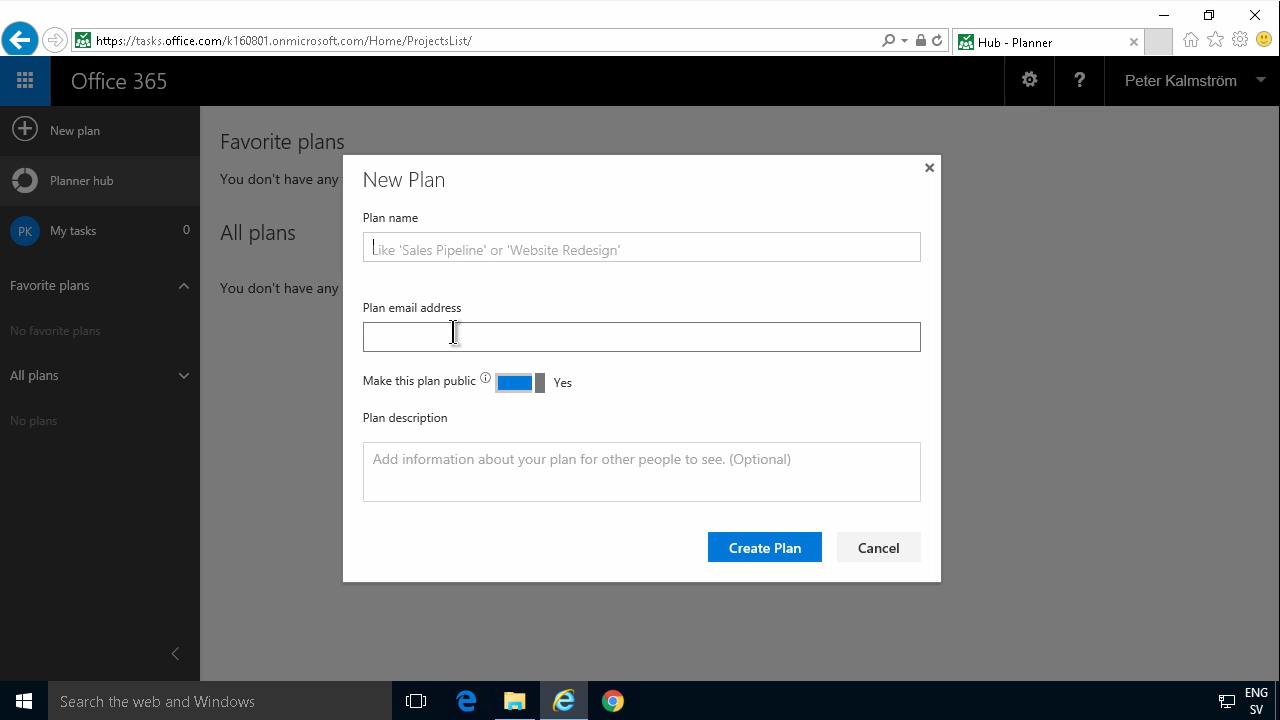 https://tasks.office.com/k160801.onmicrosoft.com/Home/ProjectsList/
Hub - Planner
Office 365
?
Peter Kalmström
New plan
Planner hub
PK
My tasks
0
Favorite plans
No favorite plans
All plans
No plans
Favorite plans
You don't have any
All plans
You don't have any
New Plan
Plan name
Like 'Sales Pipeline' or 'Website Redesign'
Plan email address
Make this plan public
Yes
Plan description
Add information about your plan for other people to see. (Optional)
Create Plan
Cancel
Search the web and Windows
ENG
SV